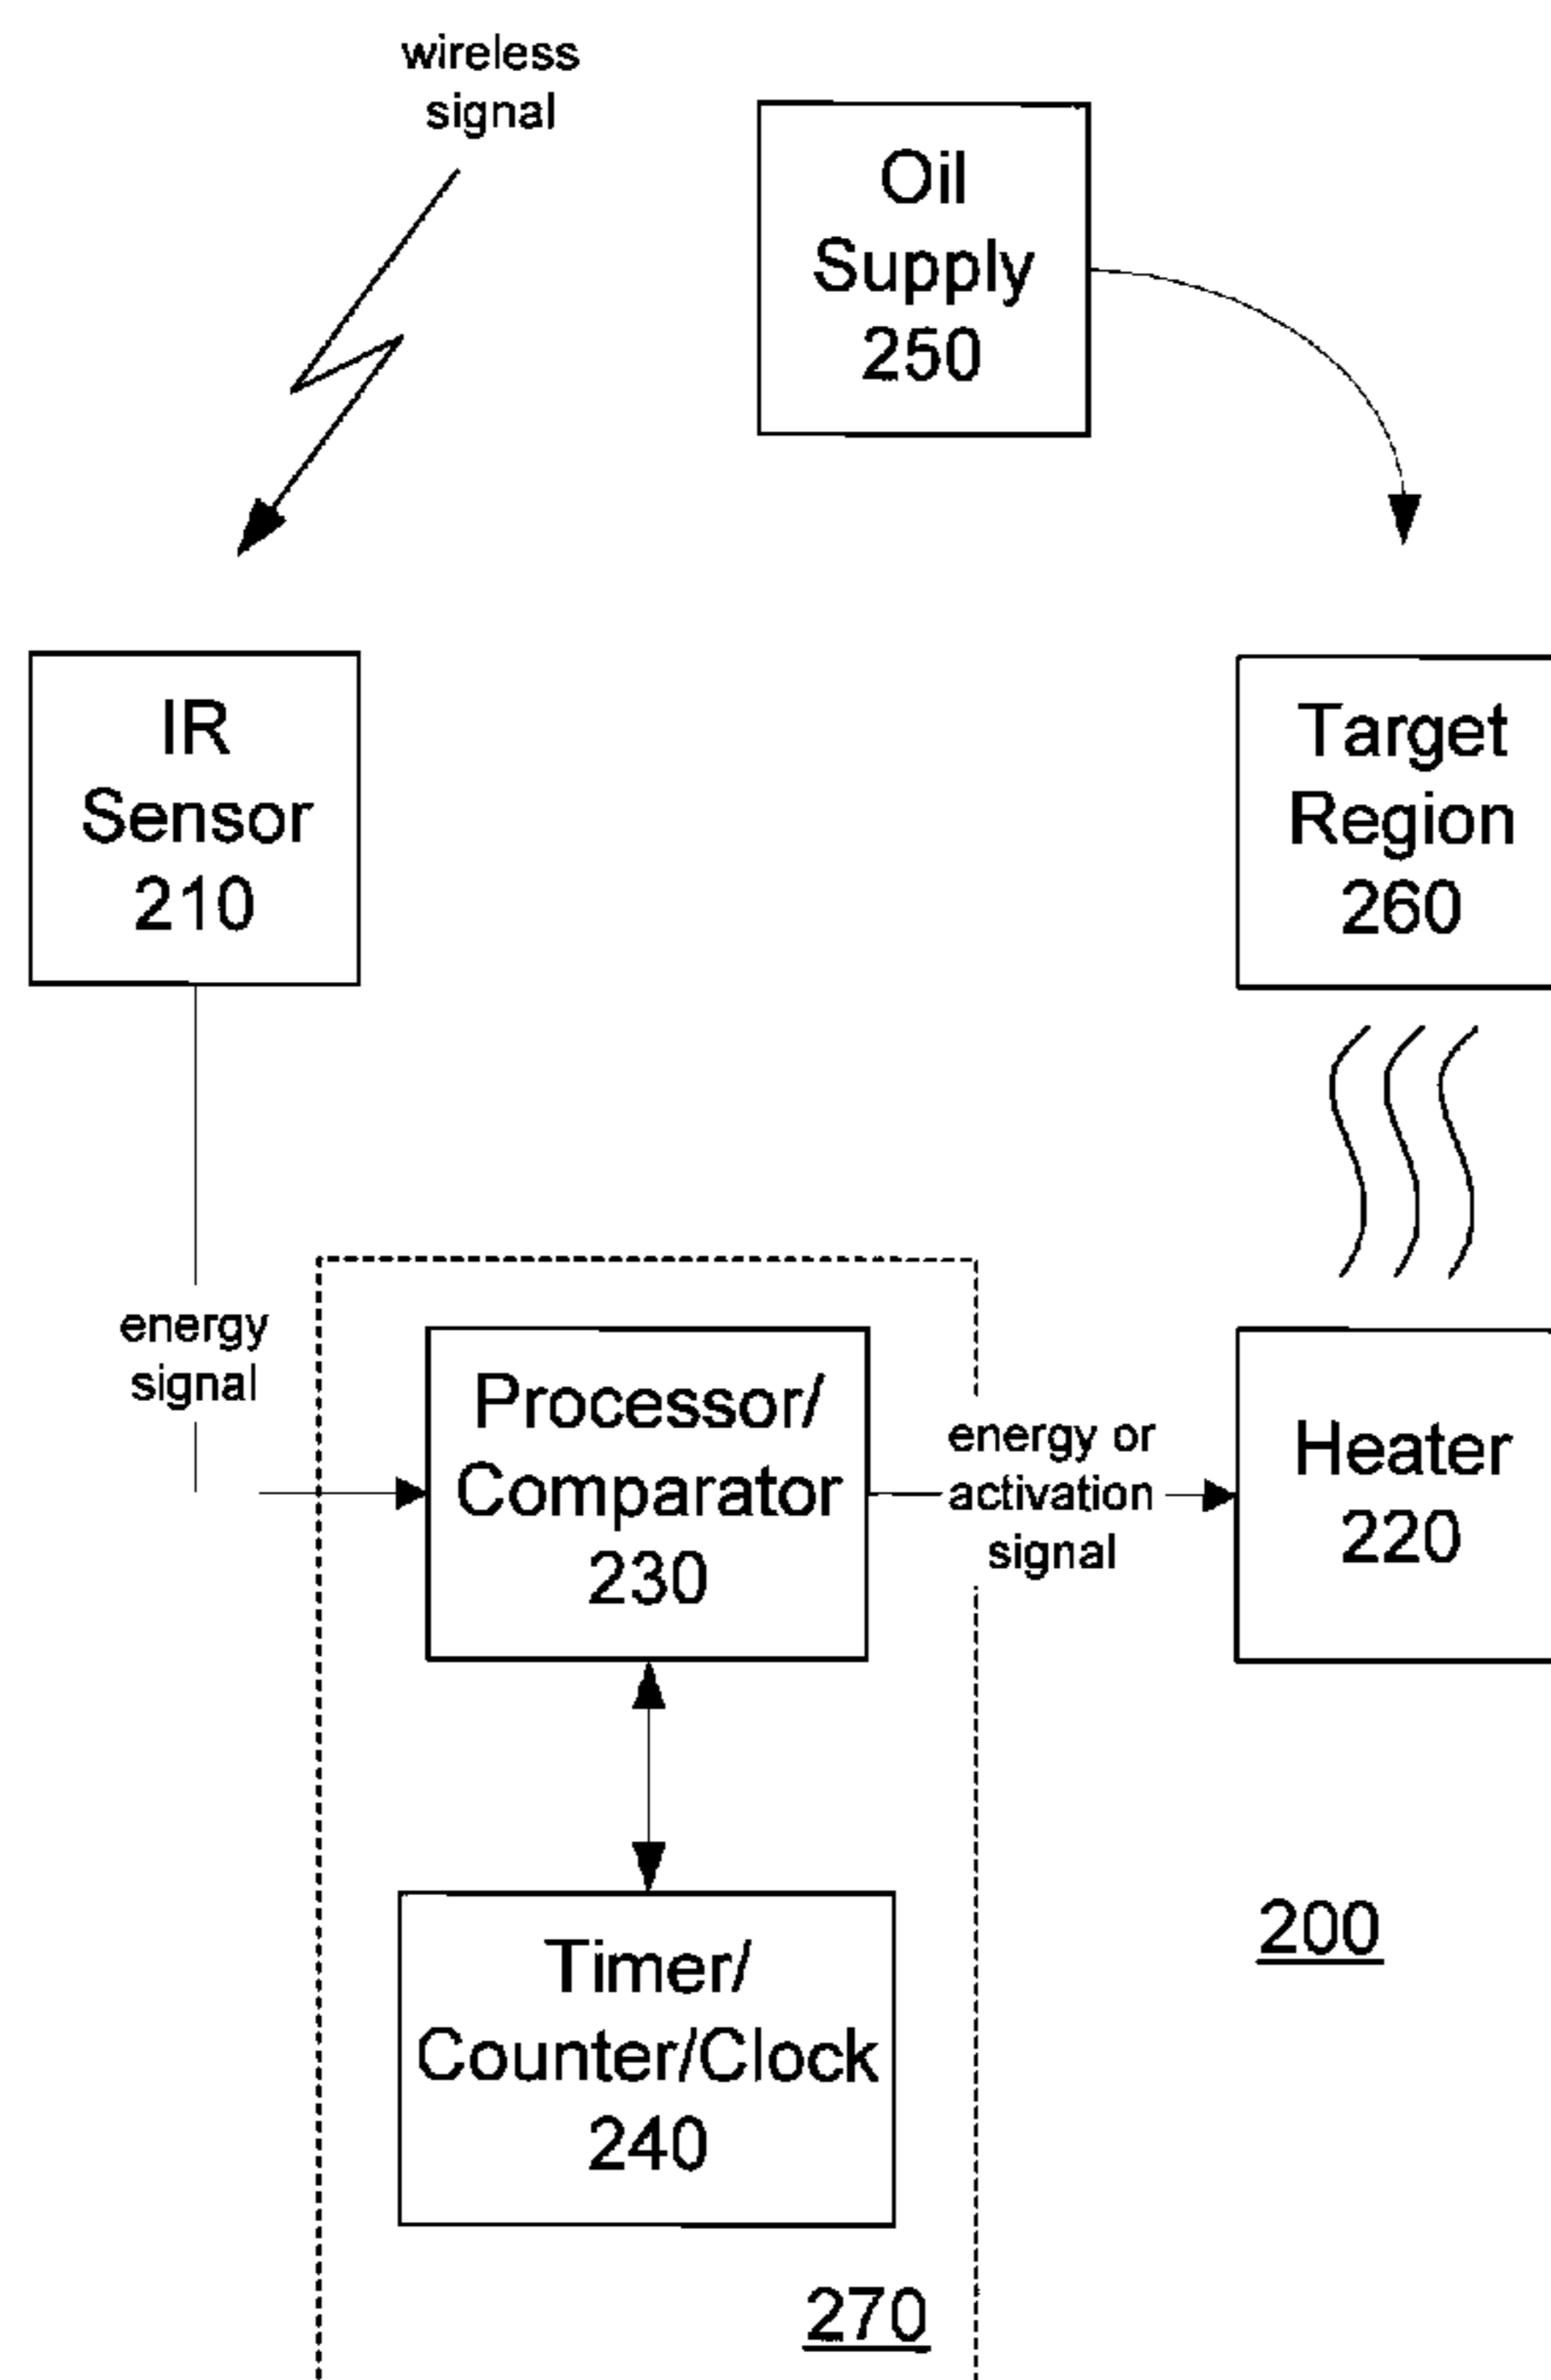 wireless
signal
Oil
Supply
250
IR
Sensor
210
Target
Region
260
energy
signal
Processor/
Comparator
230
energy or
activation
signal
Heater
220
Timer/
Counter/Clock
240
200
270